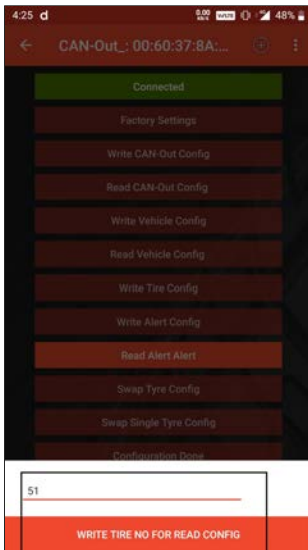 4:25 d 48%
CAN-Out_: 00:60:37:8A:...
Connected
Factory Settings
Write CAN-Out Config
Read CAN-Out Config
Write Vehicle Config
Read Vehicle Config
Write Tire Config
Write Alert Config
Read Alert Alert
Swap Tyre Config
Swap Single Tyre Config
Configuration Done
51
WRITE TIRE NO FOR READ CONFIG